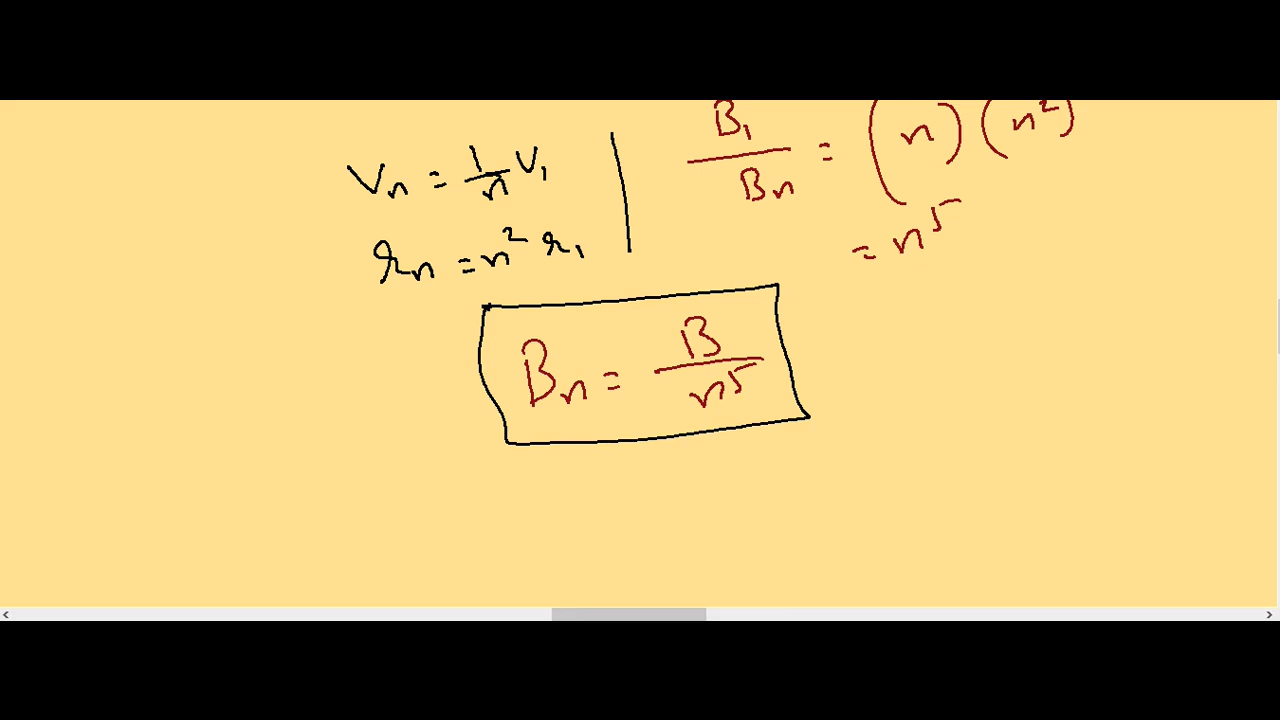 Vn = 1/n V₁
rn = n² r₁
B₁/Bn = (n) (n²)
= n⁵
Bn = B/n⁵